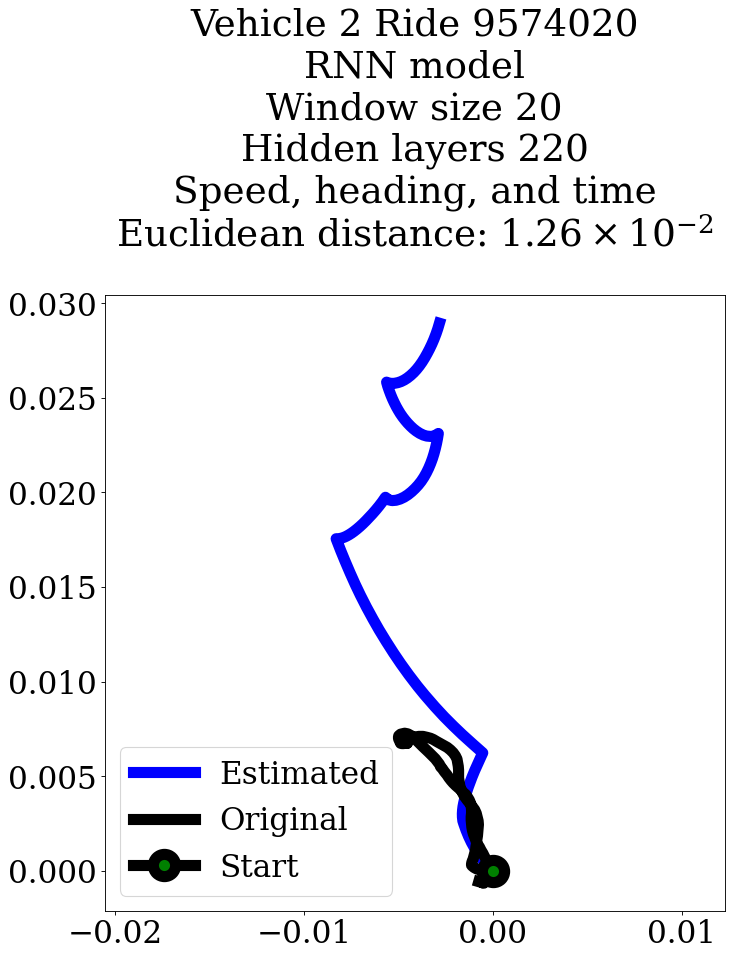 Vehicle 2 Ride 9574020
RNN model
Window size 20
Hidden layers 220
Speed, heading, and time
Euclidean distance: 1.26 × 10⁻²
0.030
0.025
0.020
0.015
0.010
0.005
0.000
Estimated
Original
Start
−0.02 −0.01 0.00 0.01